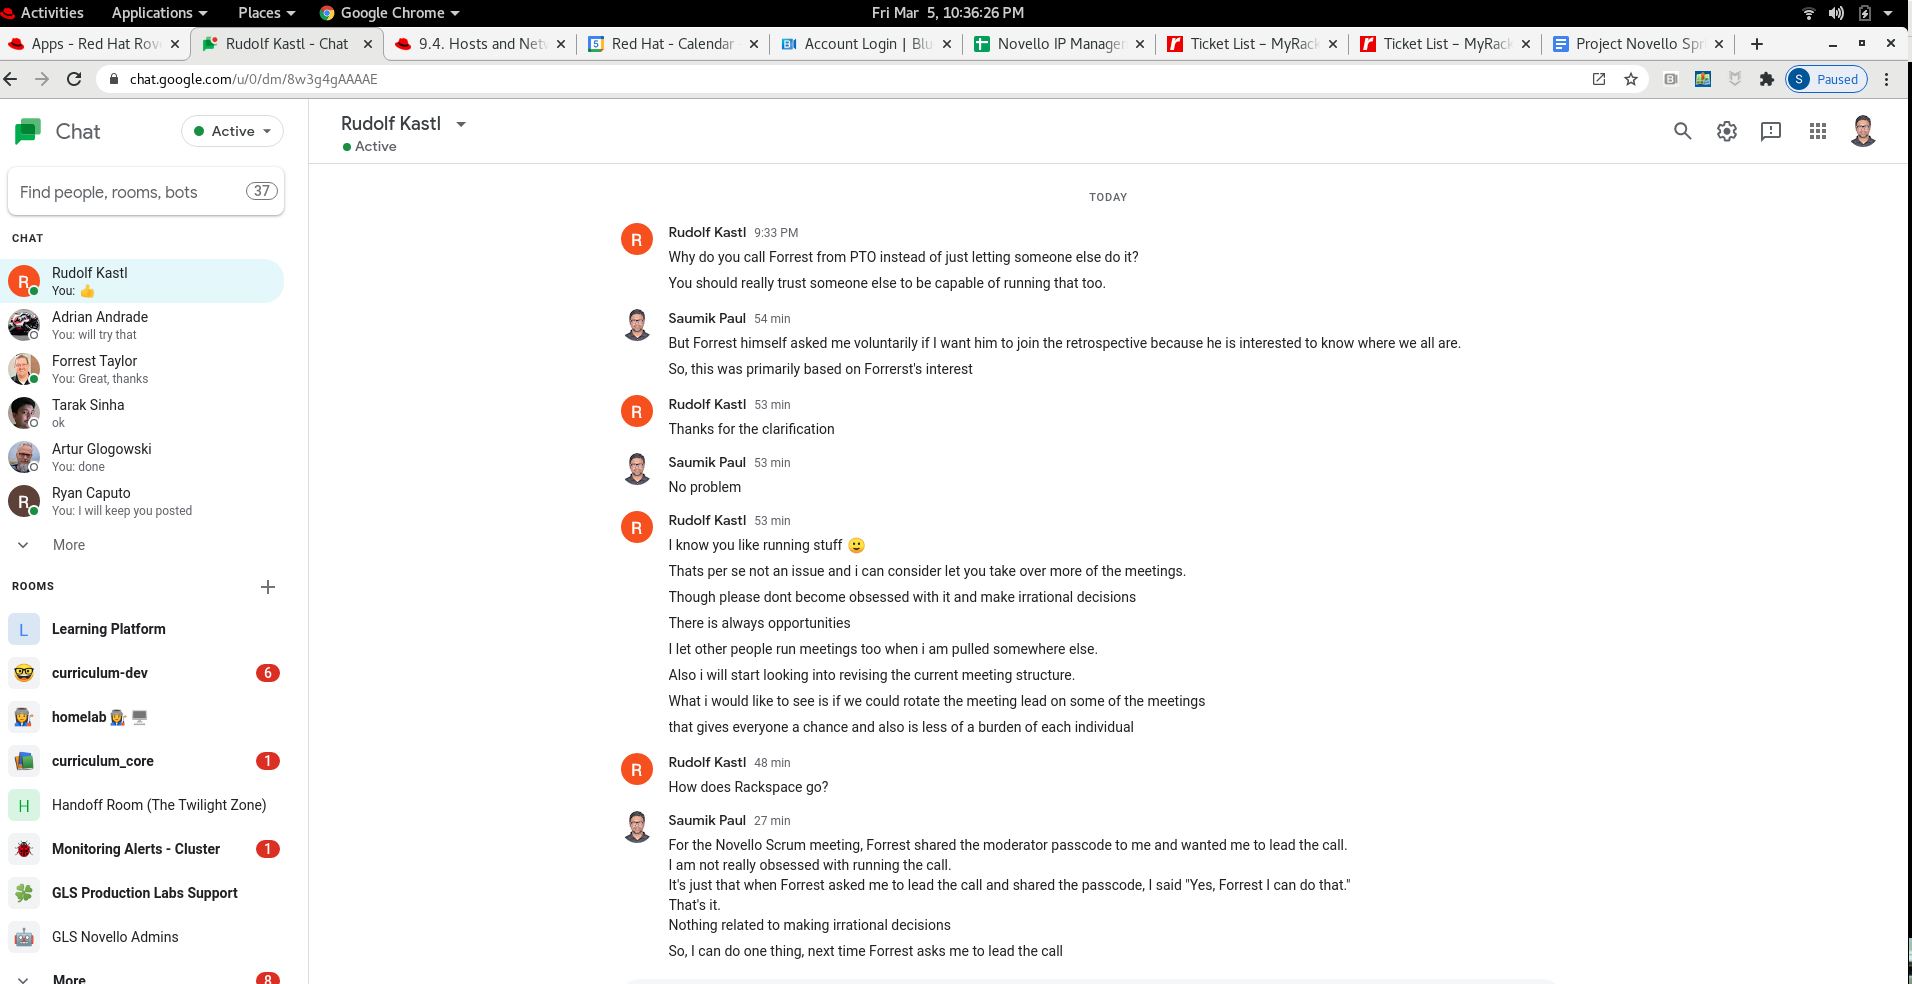 Activities Applications Places Google Chrome Fri Mar 5, 10:36:26 PM
Apps - Red Hat Rov Rudolf Kastl - Chat 9.4. Hosts and Netw Red Hat - Calendar Account Login | Blu Novello IP Manager Ticket List – MyRack Ticket List – MyRack Project Novello Spr
chat.google.com/u/0/dm/8w3g4gAAAAE S Paused
Chat Active
Find people, rooms, bots 37
CHAT
R Rudolf Kastl
You: 👍
Adrian Andrade
You: will try that
Forrest Taylor
You: Great, thanks
Tarak Sinha
ok
Artur Glogowski
You: done
R Ryan Caputo
You: I will keep you posted
More
ROOMS
L Learning Platform
curriculum-dev 6
homelab
curriculum_core 1
H Handoff Room (The Twilight Zone)
Monitoring Alerts - Cluster 1
GLS Production Labs Support
GLS Novello Admins
More 8
Rudolf Kastl
Active
TODAY
R Rudolf Kastl 9:33 PM
Why do you call Forrest from PTO instead of just letting someone else do it?
You should really trust someone else to be capable of running that too.
Saumik Paul 54 min
But Forrest himself asked me voluntarily if I want him to join the retrospective because he is interested to know where we all are.
So, this was primarily based on Forrerst's interest
R Rudolf Kastl 53 min
Thanks for the clarification
Saumik Paul 53 min
No problem
R Rudolf Kastl 53 min
I know you like running stuff 🙂
Thats per se not an issue and i can consider let you take over more of the meetings.
Though please dont become obsessed with it and make irrational decisions
There is always opportunities
I let other people run meetings too when i am pulled somewhere else.
Also i will start looking into revising the current meeting structure.
What i would like to see is if we could rotate the meeting lead on some of the meetings
that gives everyone a chance and also is less of a burden of each individual
R Rudolf Kastl 48 min
How does Rackspace go?
Saumik Paul 27 min
For the Novello Scrum meeting, Forrest shared the moderator passcode to me and wanted me to lead the call.
I am not really obsessed with running the call.
It's just that when Forrest asked me to lead the call and shared the passcode, I said "Yes, Forrest I can do that."
That's it.
Nothing related to making irrational decisions
So, I can do one thing, next time Forrest asks me to lead the call